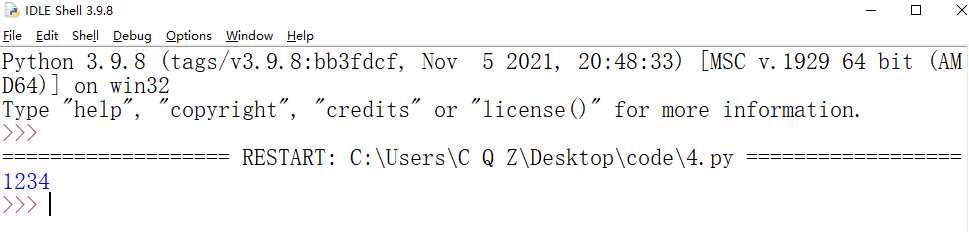 IDLE Shell 3.9.8
File Edit Shell Debug Options Window Help
Python 3.9.8 (tags/v3.9.8:bb3fdcf, Nov  5 2021, 20:48:33) [MSC v.1929 64 bit (AM
D64)] on win32
Type "help", "copyright", "credits" or "license()" for more information.
>>>
=================== RESTART: C:\Users\C Q Z\Desktop\code\4.py ==================
1234
>>>